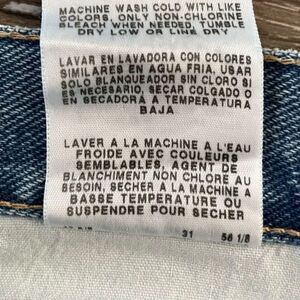 MACHINE WASH COLD WITH LIKE
COLORS, ONLY NON-CHLORINE
BLEACH WHEN NEEDED, TUMBLE
DRY LOW OR LINE DRY
LAVAR EN LAVADORA CON COLORES
SIMILARES EN AGUA FRIA, USAR
SOLO BLANQUEADOR SIN CLORO SI
ES NECESARIO, SECAR COLGADO O
EN SECADORA A TEMPERATURA
BAJA
LAVER A LA MACHINE A L'EAU
FROIDE AVEC COULEURS
SEMBLABLES, AGENT DE
BLANCHIMENT NON CHLORE AU
BESOIN, SECHER A LA MACHINE A
BASSE TEMPERATURE OU
SUSPENDRE POUR SECHER
31 56 1/8